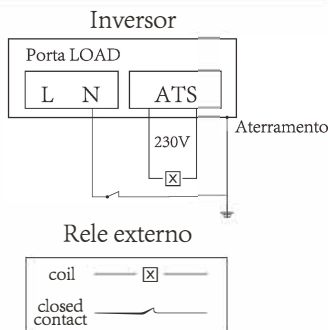 Inversor
Porta LOAD
L N ATS
230V
Aterramento
Rele externo
coil
closed
contact